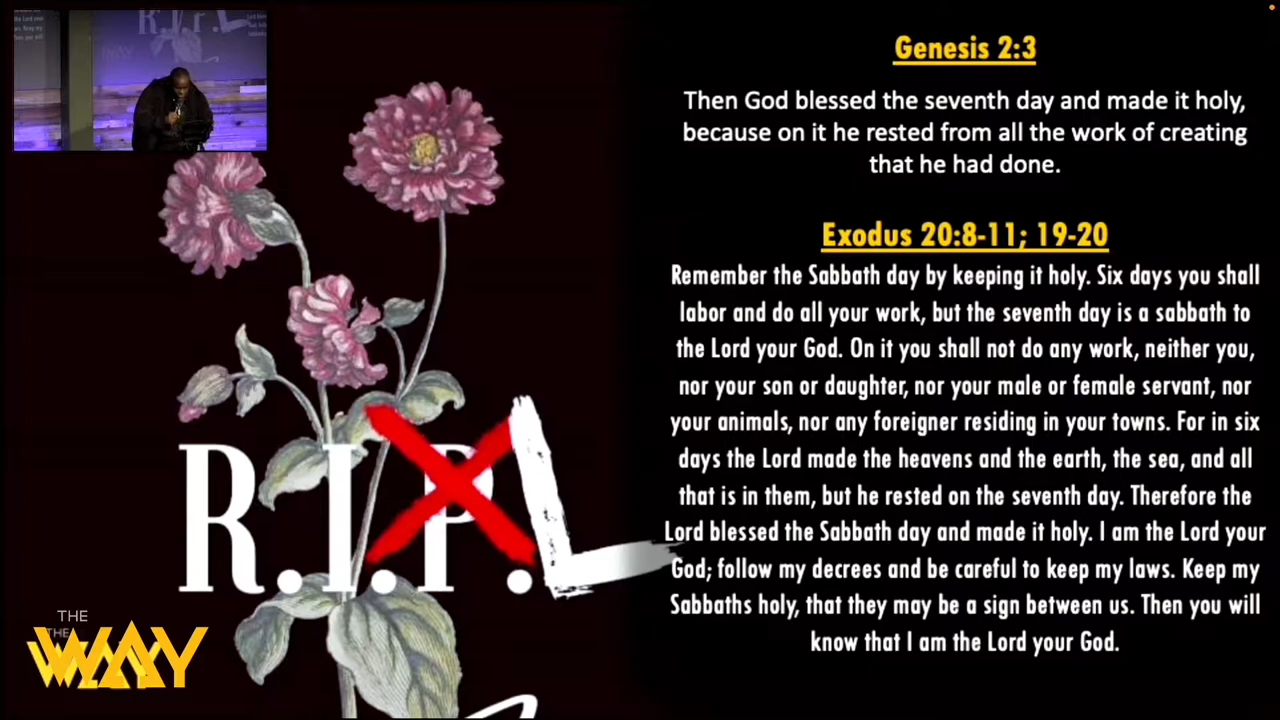 R.I.P.L
the Lord your
Genesis 2:3
Then God blessed the seventh day and made it holy,
because on it he rested from all the work of creating
that he had done.
Exodus 20:8-11; 19-20
Remember the Sabbath day by keeping it holy. Six days you shall
labor and do all your work, but the seventh day is a sabbath to
the Lord your God. On it you shall not do any work, neither you,
nor your son or daughter, nor your male or female servant, nor
your animals, nor any foreigner residing in your towns. For in six
days the Lord made the heavens and the earth, the sea, and all
that is in them, but he rested on the seventh day. Therefore the
Lord blessed the Sabbath day and made it holy. I am the Lord your
God; follow my decrees and be careful to keep my laws. Keep my
Sabbaths holy, that they may be a sign between us. Then you will
know that I am the Lord your God.
R.I.P.L
THE
THE
WAY